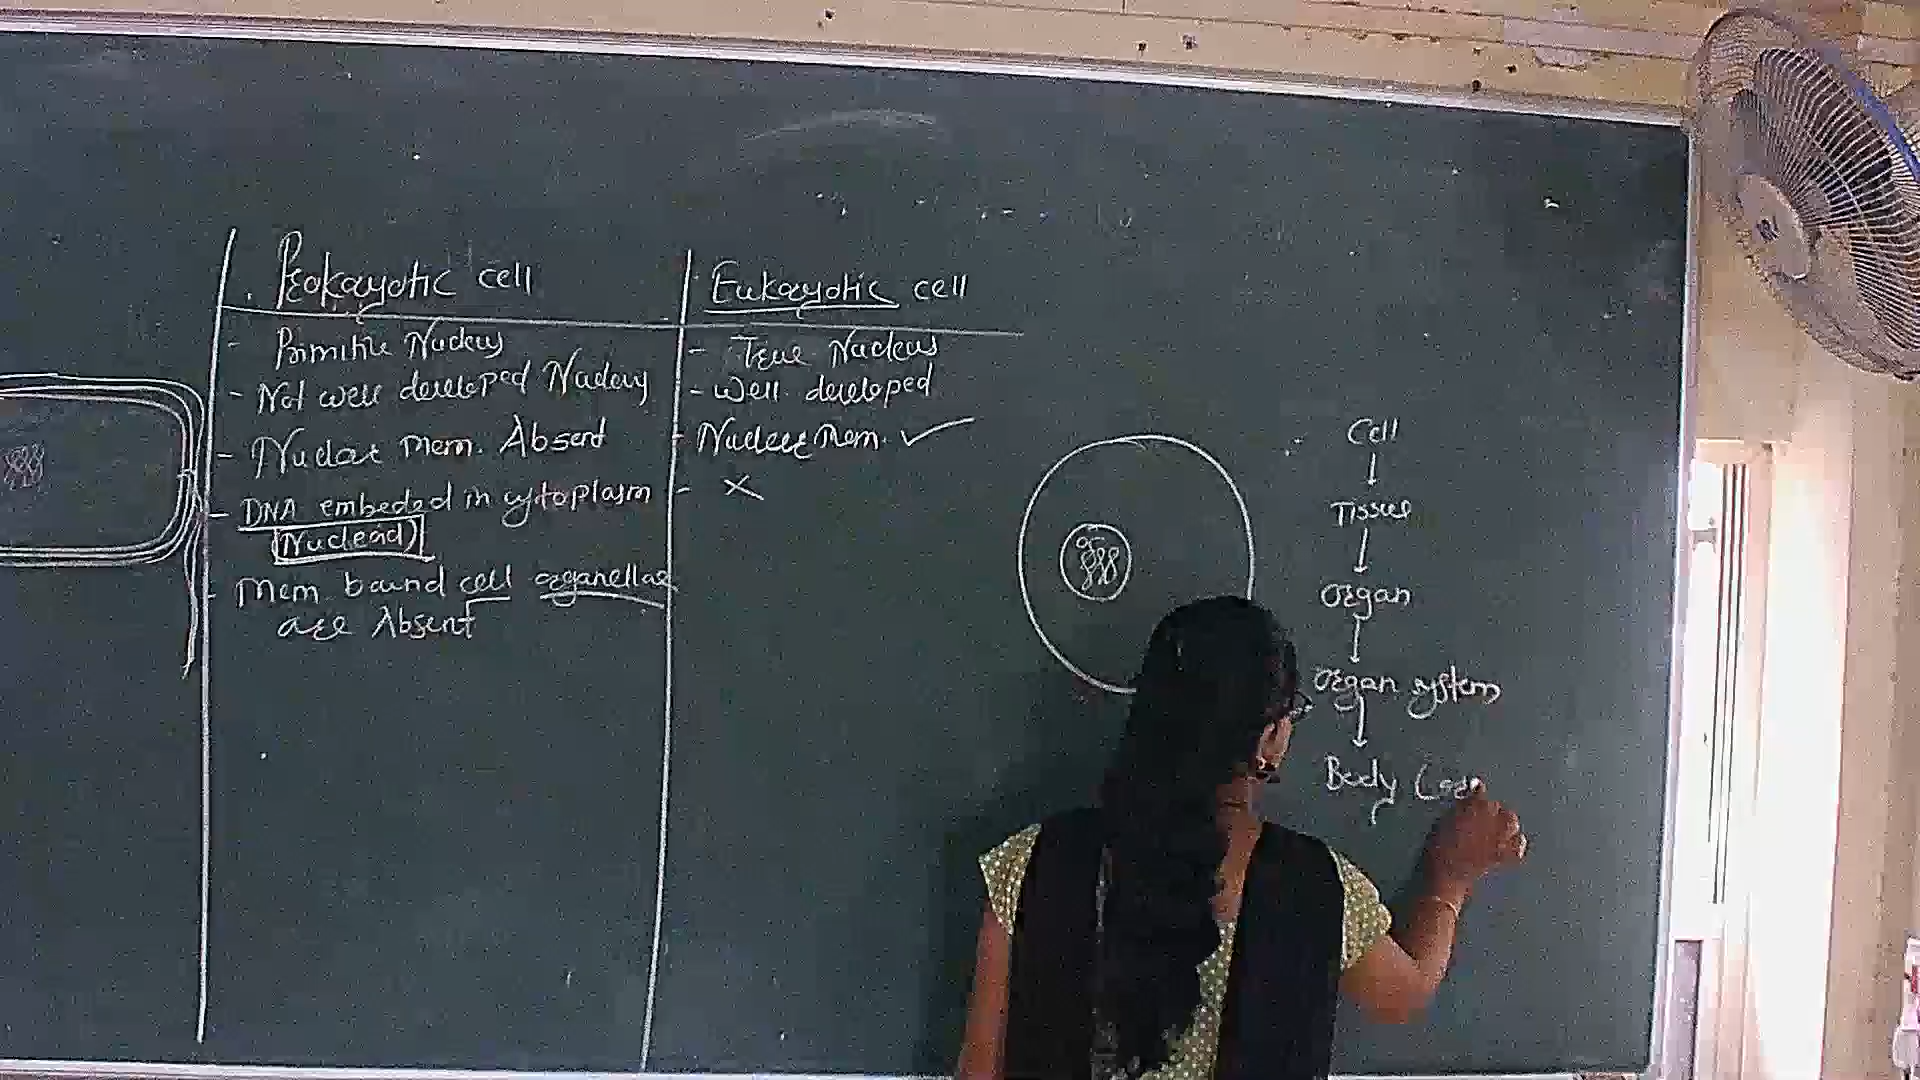 Prokaryotic cell
- Primitive Nucleus
- Not well developed Nucleus
- Nuclear mem. Absent
- DNA embeded in cytoplasm
(Nucleoid)
- Mem bound cell organellae
are Absent
Eukaryotic cell
- True Nucleus
- well developed
- Nuclear mem. ✓
- ×
Cell
↓
Tissue
↓
organ
↓
organ system
↓
Body